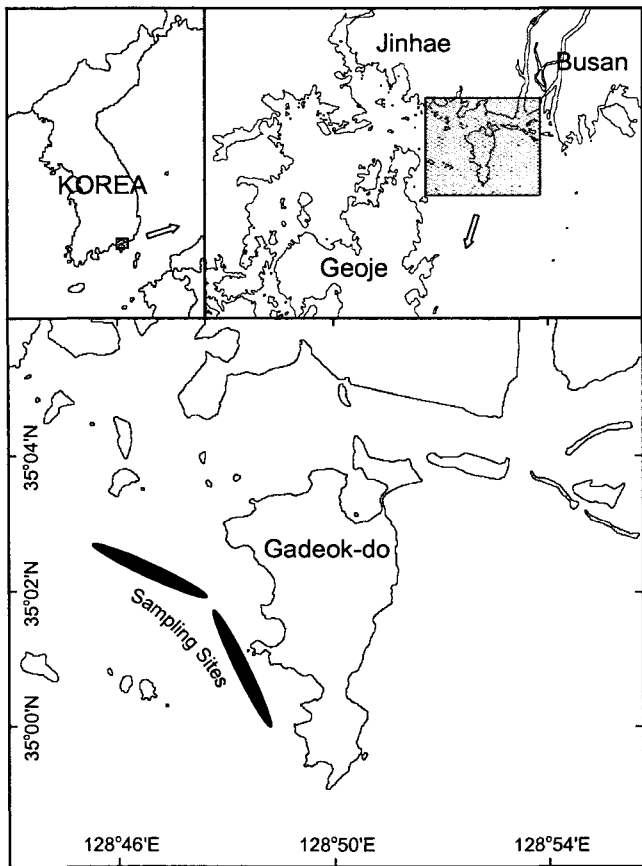 Jinhae
Busan
KOREA
Geoje
35°04'N
Gadeok-do
35°02'N
Sampling Sites
35°00'N
128°46'E
128°50'E
128°54'E